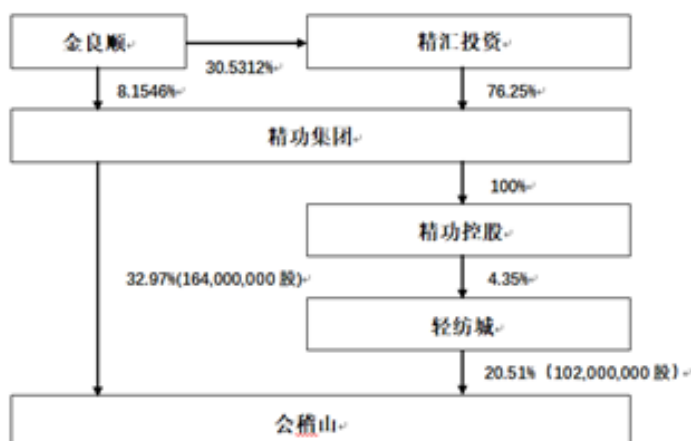 金良顺
精汇投资
30.5312%
8.1546%
76.25%
精功集团
100%
精功控股
32.97%(164,000,000 股)
4.35%
轻纺城
20.51%（102,000,000 股）
会稽山